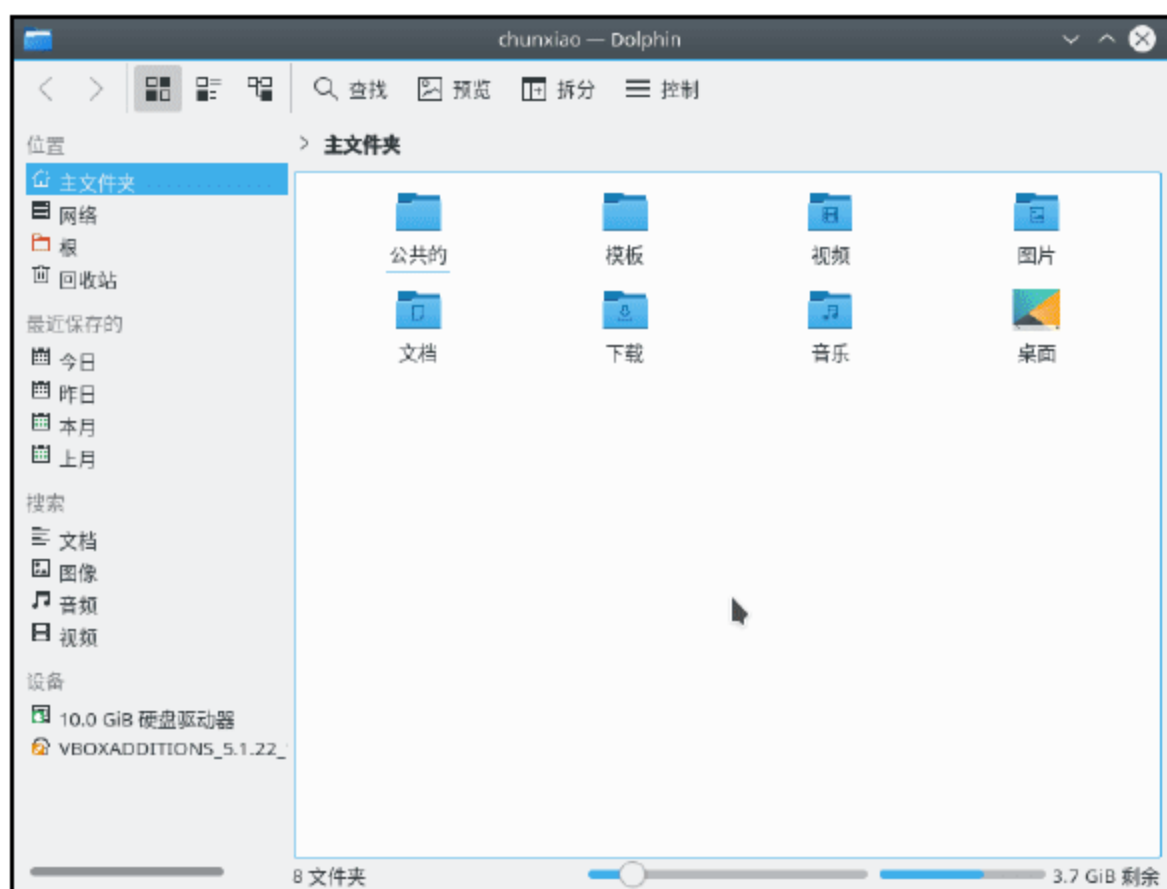 chunxiao — Dolphin
查找 预览 拆分 控制
位置
主文件夹
网络
根
回收站
最近保存的
今日
昨日
本月
上月
搜索
文档
图像
音频
视频
设备
10.0 GiB 硬盘驱动器
VBOXADDITIONS_5.1.22_
> 主文件夹
公共的 模板 视频 图片
文档 下载 音乐 桌面
8 文件夹 3.7 GiB 剩余